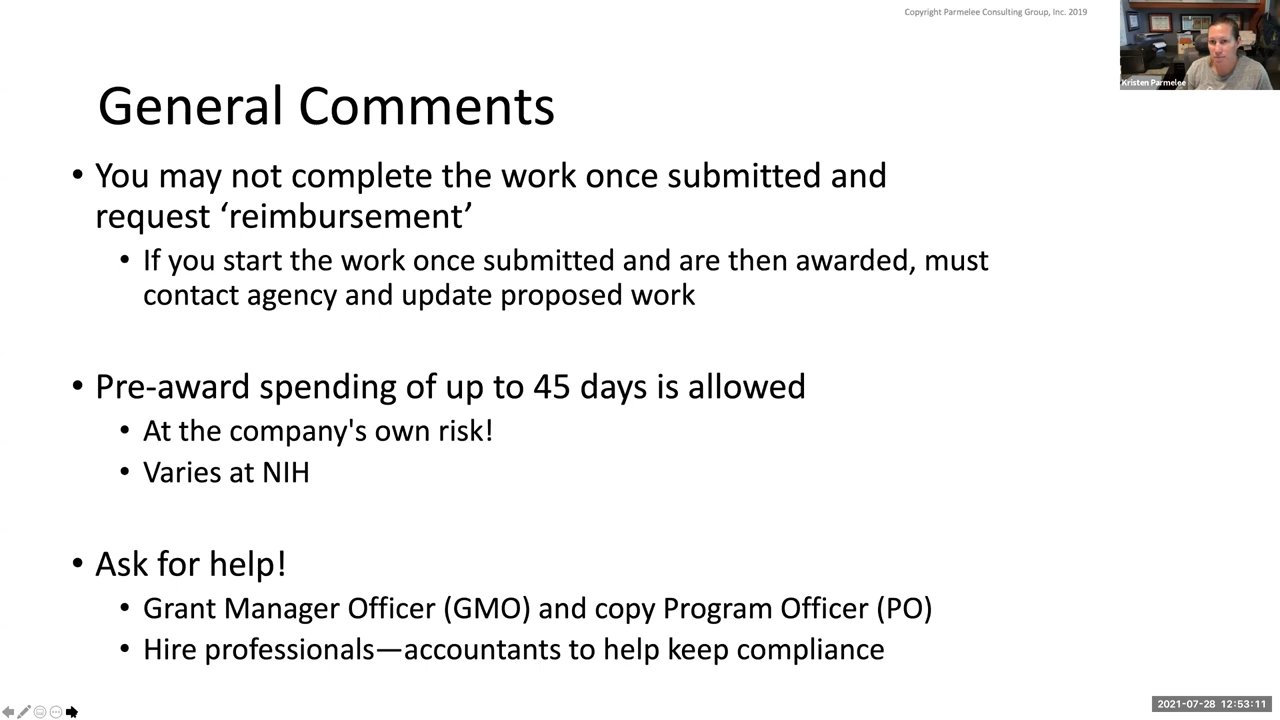 Copyright Parmelee Consulting Group, Inc. 2019
Kristen Parmelee
General Comments
• You may not complete the work once submitted and
request ‘reimbursement’
• If you start the work once submitted and are then awarded, must
contact agency and update proposed work
• Pre-award spending of up to 45 days is allowed
• At the company's own risk!
• Varies at NIH
• Ask for help!
• Grant Manager Officer (GMO) and copy Program Officer (PO)
• Hire professionals—accountants to help keep compliance
2021-07-28 12:53:11